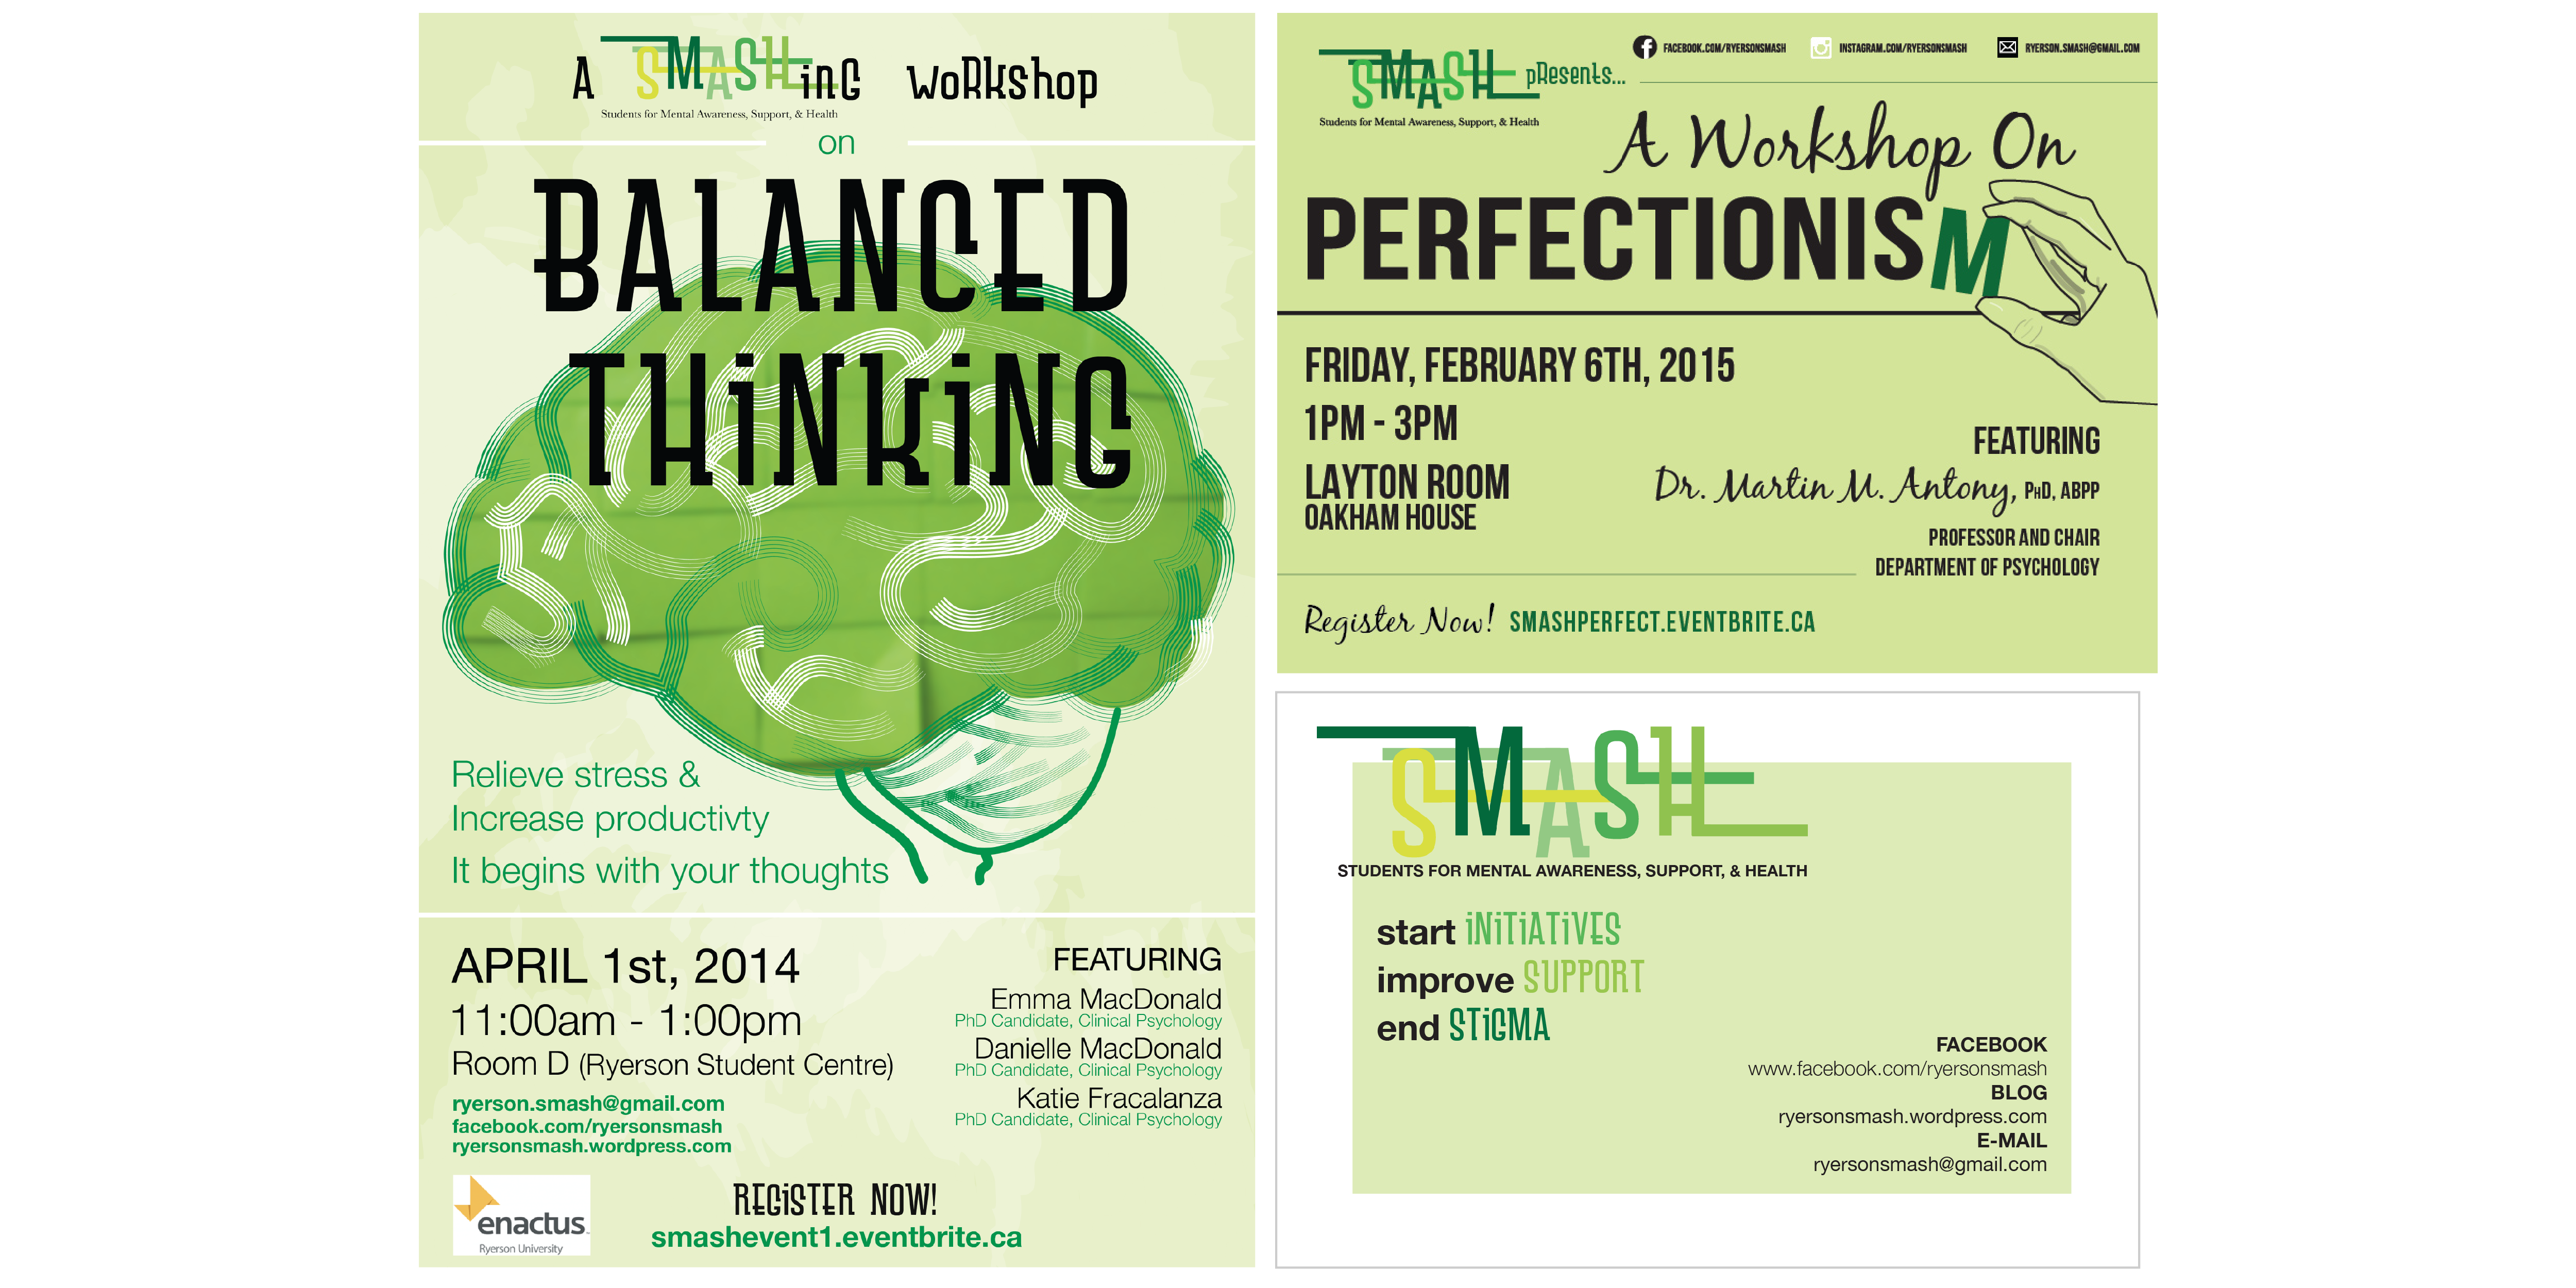 A SMASHinG WoRkshop
Students for Mental Awareness, Support, & Health
on
BALANCED
THiNKiNG
Relieve stress &
Increase productivty
It begins with your thoughts
APRIL 1st, 2014
11:00am - 1:00pm
Room D (Ryerson Student Centre)
ryerson.smash@gmail.com
facebook.com/ryersonsmash
ryersonsmash.wordpress.com
FEATURING
Emma MacDonald
PhD Candidate, Clinical Psychology
Danielle MacDonald
PhD Candidate, Clinical Psychology
Katie Fracalanza
PhD Candidate, Clinical Psychology
enactus
Ryerson University
REGiSTER NOW!
smashevent1.eventbrite.ca
FACEBOOK.COM/RYERSONSMASH INSTAGRAM.COM/RYERSONSMASH RYERSON.SMASH@GMAIL.COM
SMASH pResents...
Students for Mental Awareness, Support, & Health
A Workshop On
PERFECTIONISM
FRIDAY, FEBRUARY 6TH, 2015
1PM - 3PM
LAYTON ROOM
OAKHAM HOUSE
FEATURING
Dr. Martin M. Antony, PHD, ABPP
PROFESSOR AND CHAIR
DEPARTMENT OF PSYCHOLOGY
Register Now! SMASHPERFECT.EVENTBRITE.CA
SMASH
STUDENTS FOR MENTAL AWARENESS, SUPPORT, & HEALTH
start iNiTiATiVES
improve SUPPORT
end STiGMA
FACEBOOK
www.facebook.com/ryersonsmash
BLOG
ryersonsmash.wordpress.com
E-MAIL
ryersonsmash@gmail.com